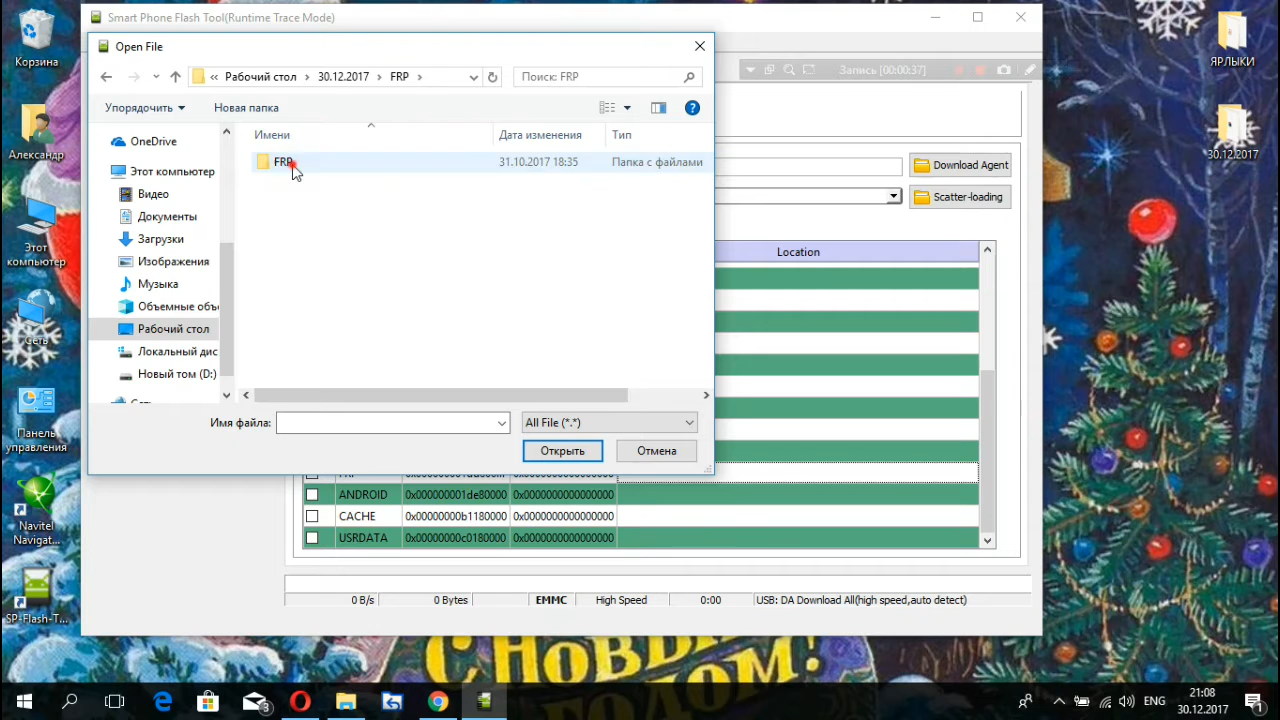 Корзина
Александр
Этот
компьютер
Сеть
Панель
управления
Navitel
Navigat...
SP-Flash-T...
Smart Phone Flash Tool(Runtime Trace Mode)
Open File
« Рабочий стол › 30.12.2017 › FRP ›
Поиск: FRP
Упорядочить
Новая папка
Имени
Дата изменения
Тип
FRP
31.10.2017 18:35
Папка с файлами
OneDrive
Этот компьютер
Видео
Документы
Загрузки
Изображения
Музыка
Объемные объ
Рабочий стол
Локальный дис
Новый том (D:)
Имя файла:
All File (*.*)
Открыть
Отмена
Запись [00:00:37]
Download Agent
Scatter-loading
Location
ANDROID 0x000000001de80000 0x0000000000000000
CACHE 0x00000000b1180000 0x0000000000000000
USRDATA 0x00000000c0180000 0x0000000000000000
0 B/s
0 Bytes
EMMC
High Speed
0:00
USB: DA Download All(high speed,auto detect)
ЯРЛЫКИ
30.12.2017
С НОВЫМ
ГОДОМ!
3
ENG
21:08
30.12.2017
1